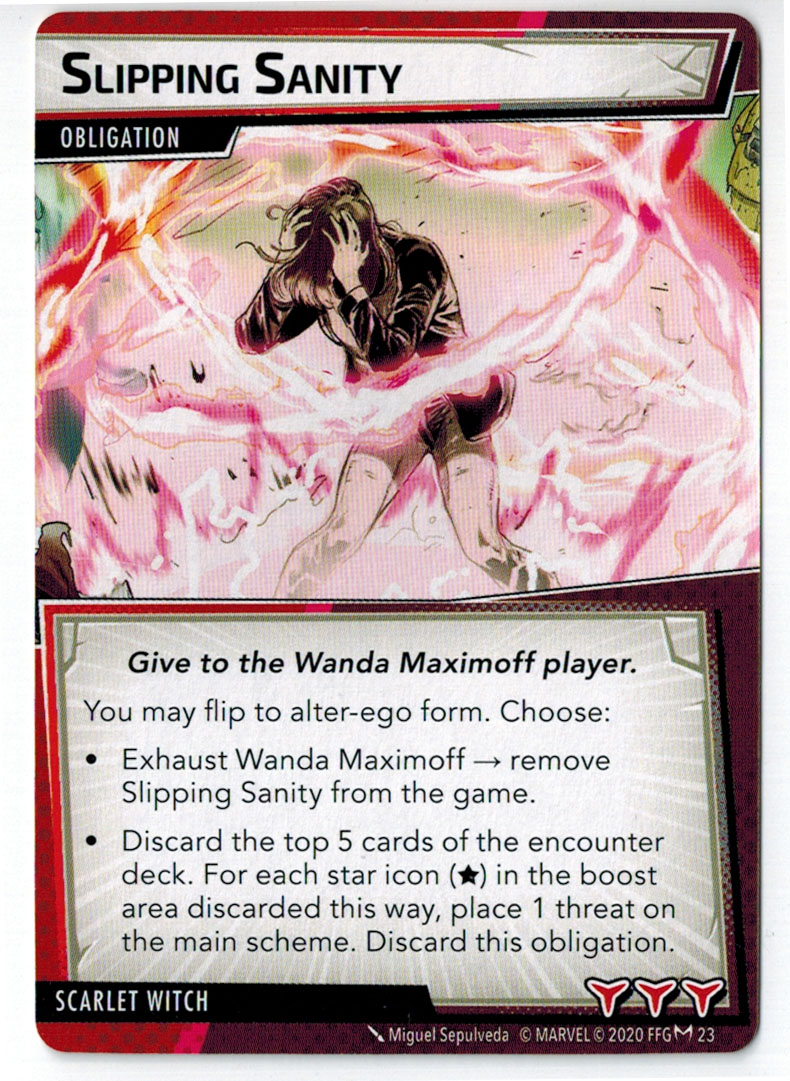 SLIPPING SANITY
OBLIGATION
Give to the Wanda Maximoff player.
You may flip to alter-ego form. Choose:
• Exhaust Wanda Maximoff → remove
Slipping Sanity from the game.
• Discard the top 5 cards of the encounter
deck. For each star icon (★) in the boost
area discarded this way, place 1 threat on
the main scheme. Discard this obligation.
SCARLET WITCH
Miguel Sepulveda © MARVEL © 2020 FFG 23